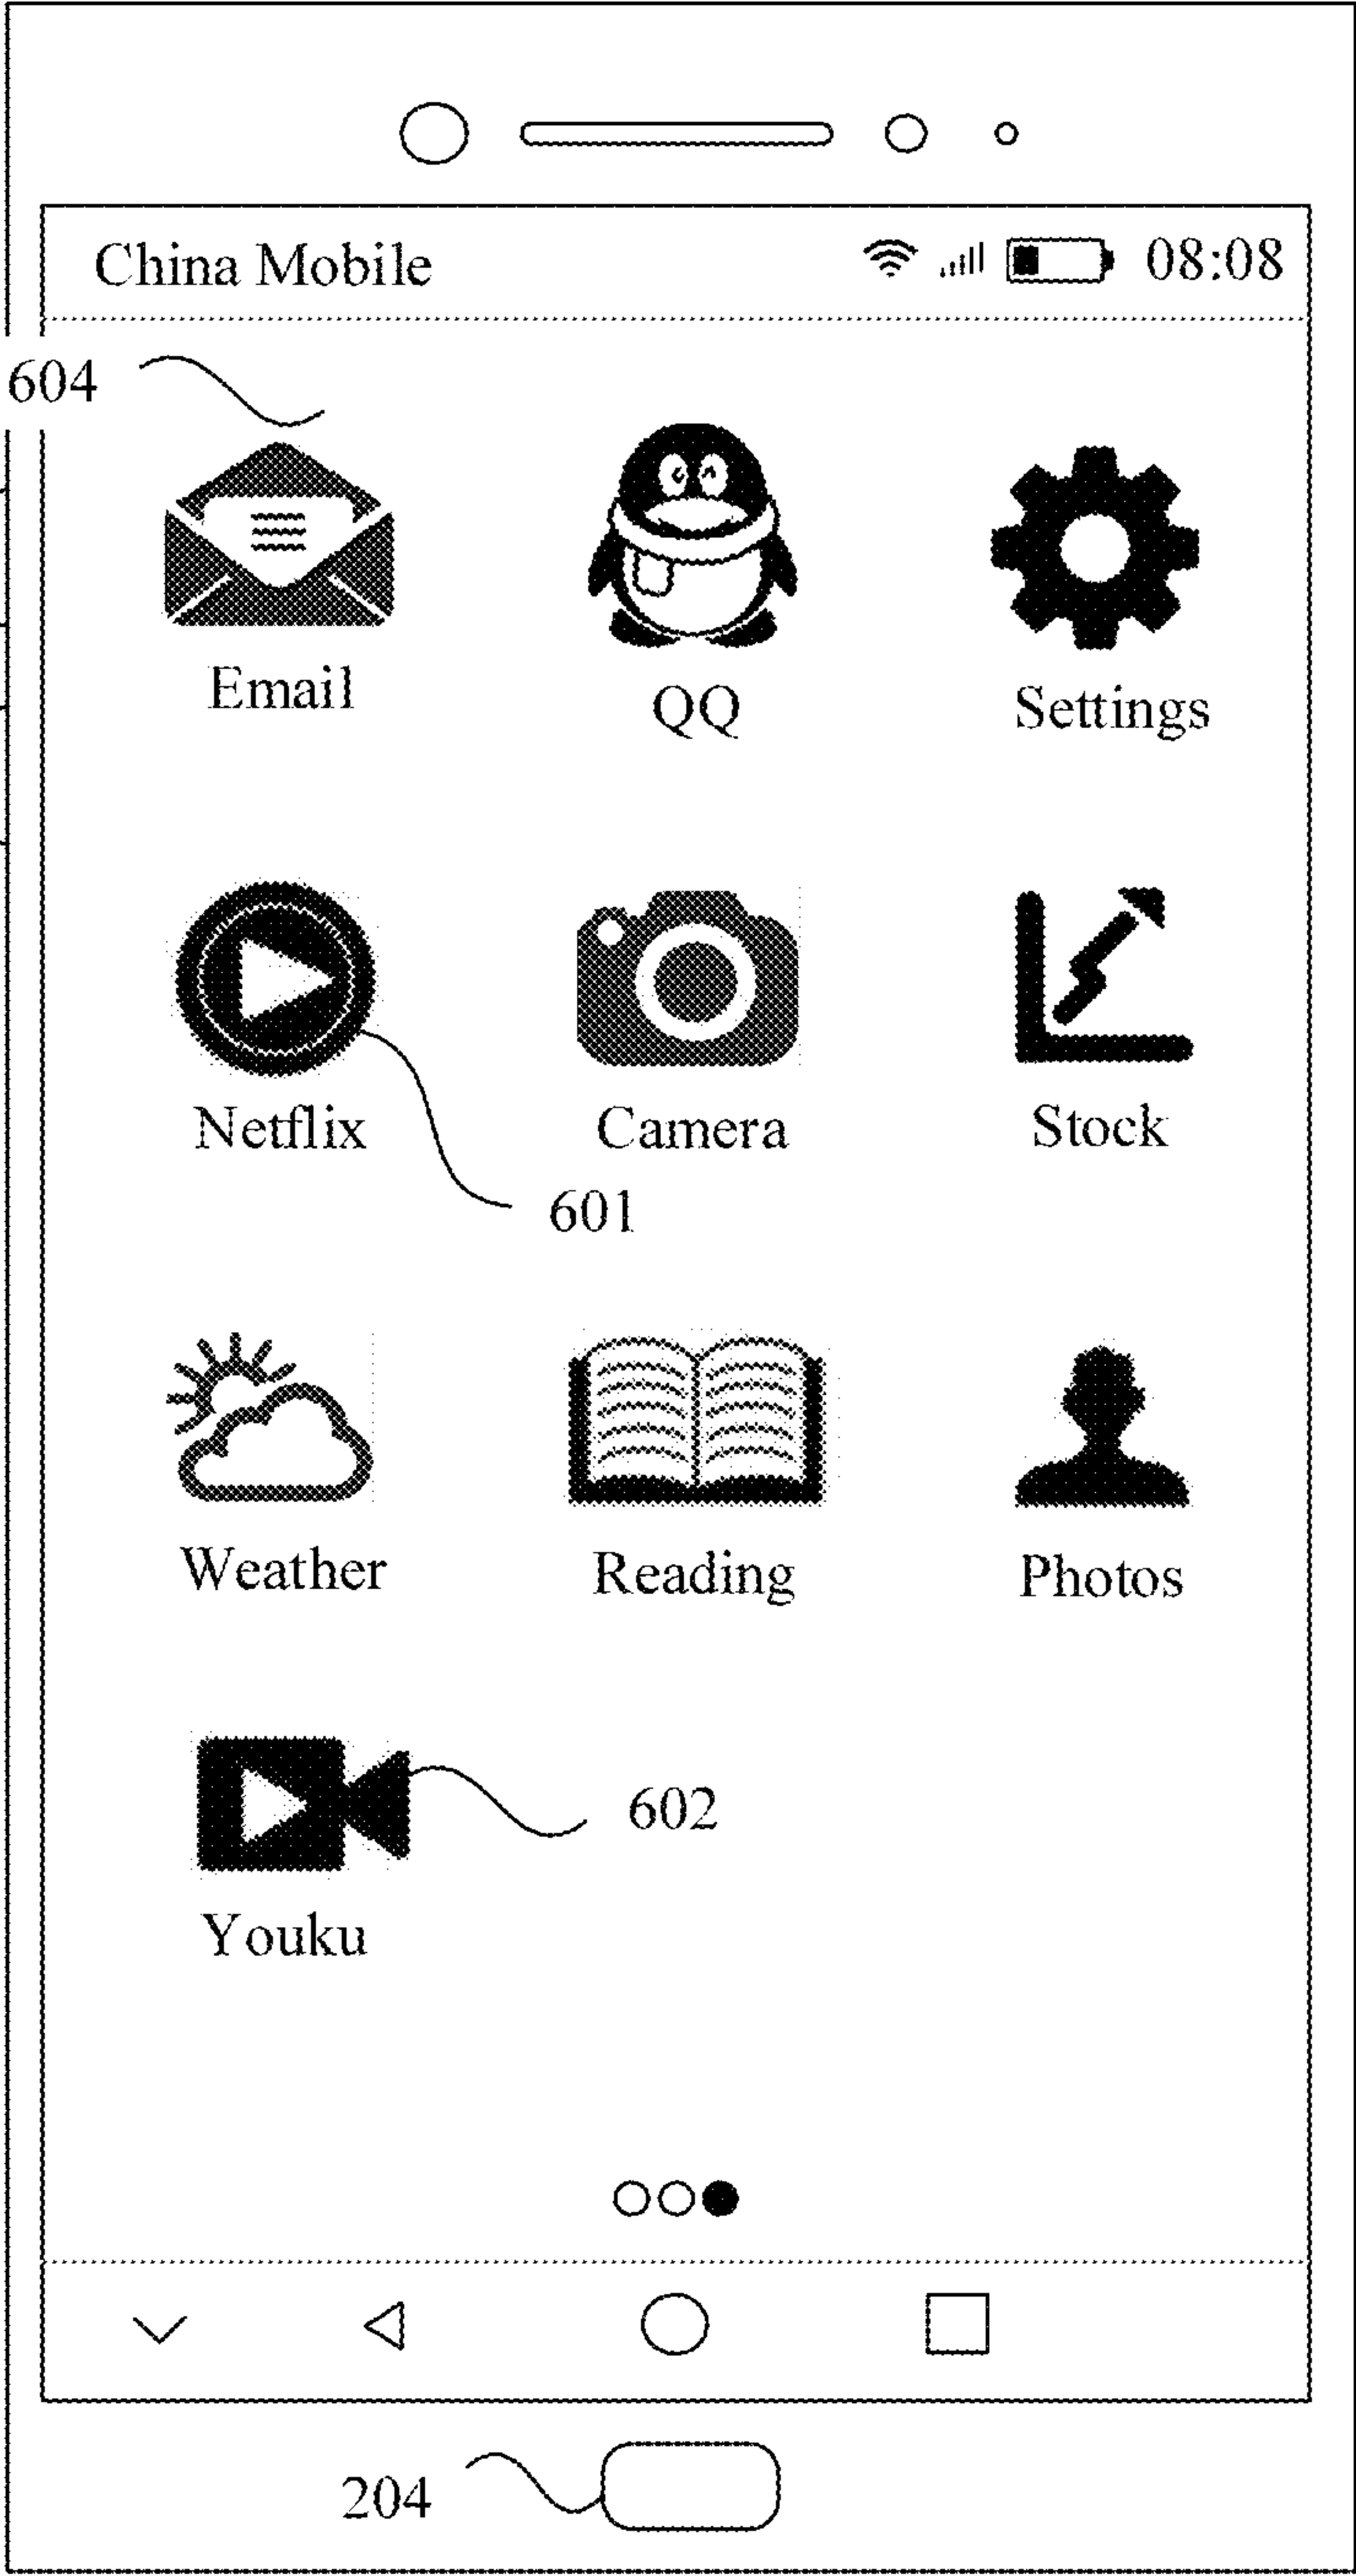 China Mobile 08:08
604
Email QQ Settings
Netflix Camera Stock
601
Weather Reading Photos
602
Youku
204